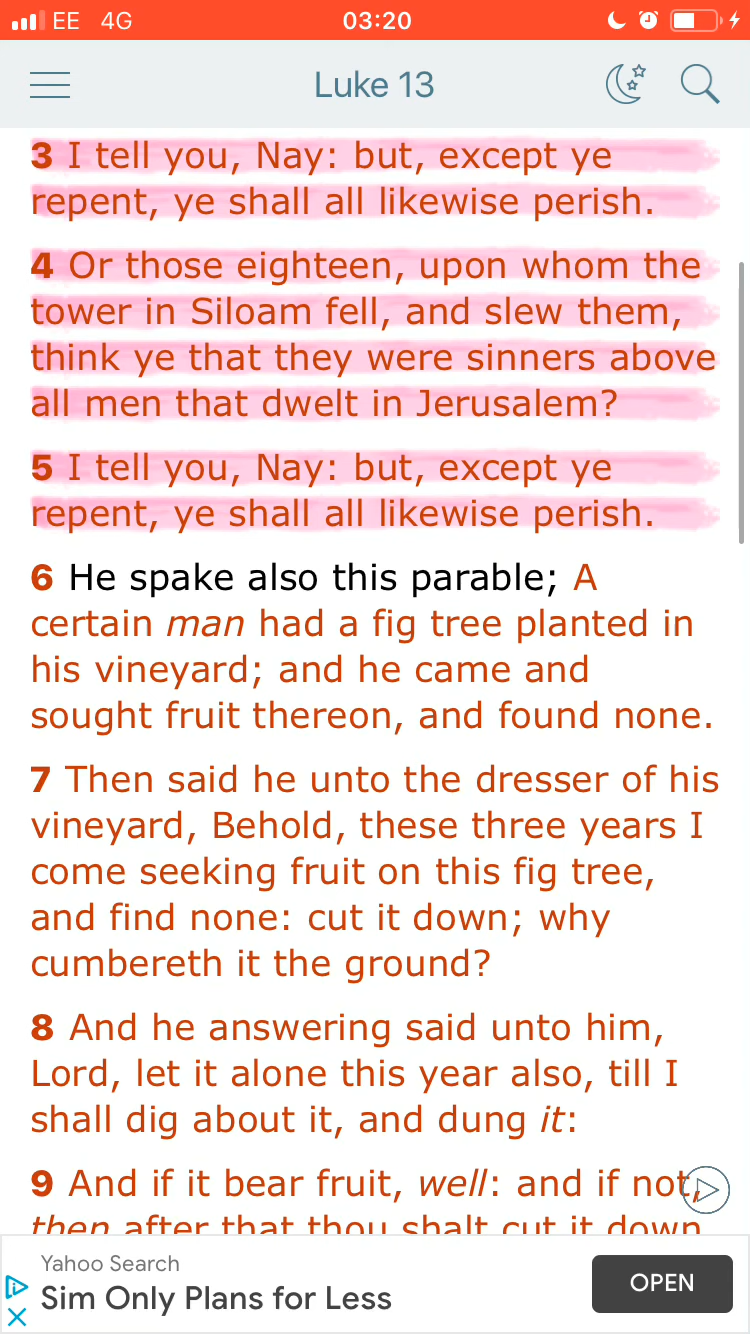 EE 4G 03:20
Luke 13
3 I tell you, Nay: but, except ye
repent, ye shall all likewise perish.
4 Or those eighteen, upon whom the
tower in Siloam fell, and slew them,
think ye that they were sinners above
all men that dwelt in Jerusalem?
5 I tell you, Nay: but, except ye
repent, ye shall all likewise perish.
6 He spake also this parable; A
certain man had a fig tree planted in
his vineyard; and he came and
sought fruit thereon, and found none.
7 Then said he unto the dresser of his
vineyard, Behold, these three years I
come seeking fruit on this fig tree,
and find none: cut it down; why
cumbereth it the ground?
8 And he answering said unto him,
Lord, let it alone this year also, till I
shall dig about it, and dung it:
9 And if it bear fruit, well: and if not,
then after that thou shalt cut it down
Yahoo Search
Sim Only Plans for Less
OPEN